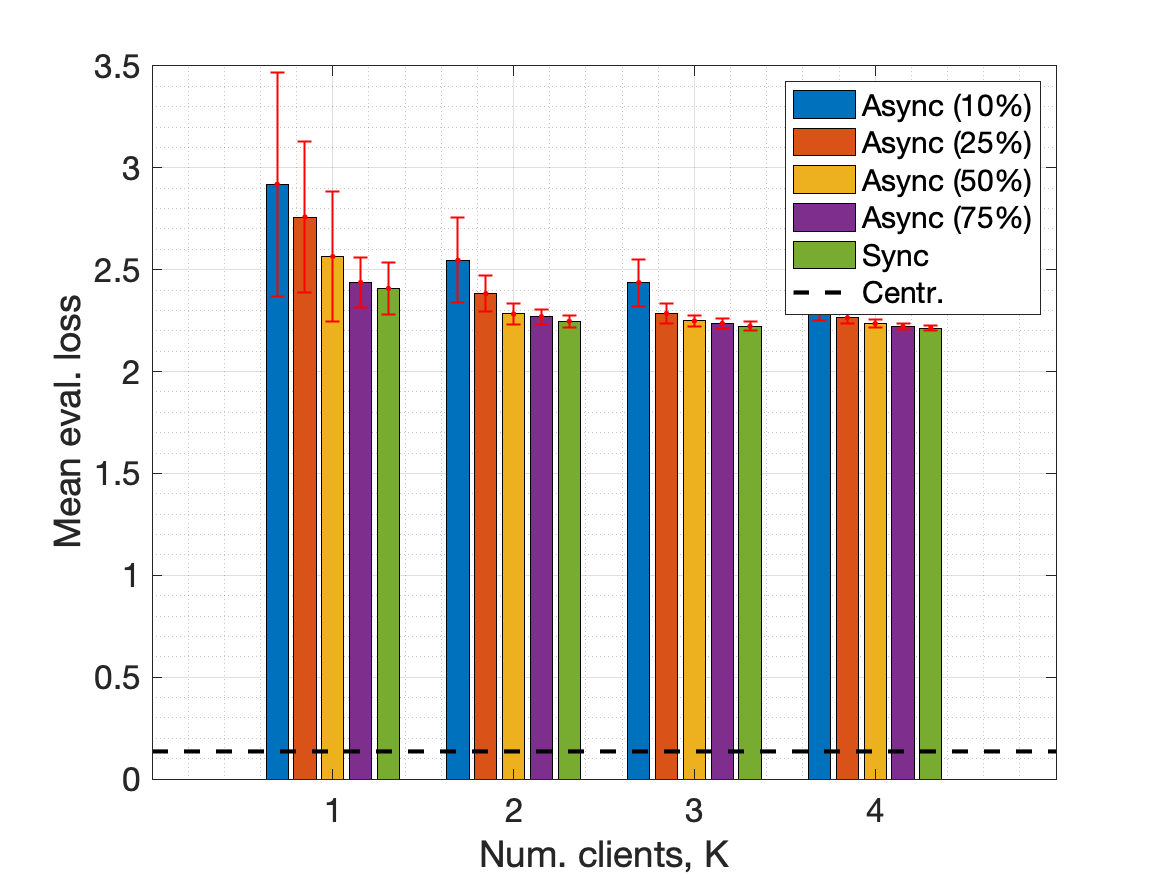 3.5
3
2.5
2
1.5
1
0.5
0
Mean eval. loss
1 2 3 4
Num. clients, K
Async (10%)
Async (25%)
Async (50%)
Async (75%)
Sync
Centr.